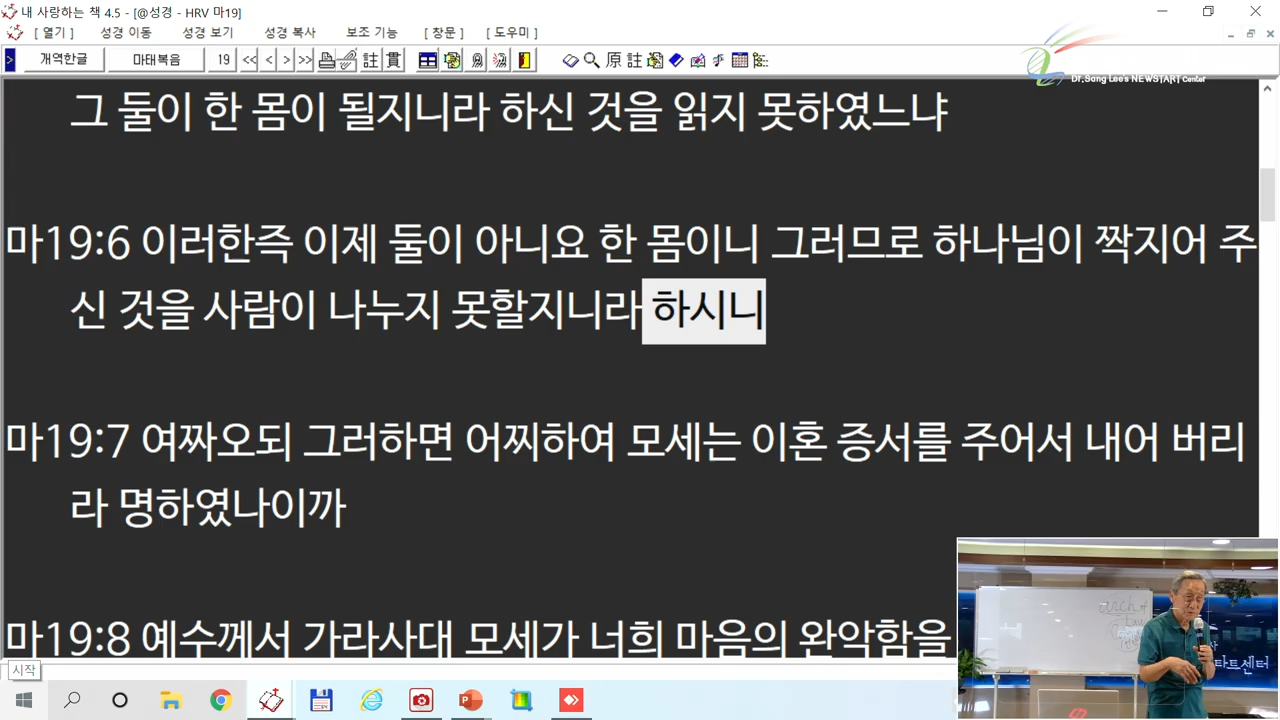 내 사랑하는 책 4.5 - [@성경 - HRV 마19]
[ 열기 ] 성경 이동 성경 보기 성경 복사 보조 기능 [ 창문 ] [ 도우미 ]
> 개역한글 마태복음 19 << < > >> 註 貫 原 註
Dr.Sang Lee's NEWSTART Center
그 둘이 한 몸이 될지니라 하신 것을 읽지 못하였느냐
마19:6 이러한즉 이제 둘이 아니요 한 몸이니 그러므로 하나님이 짝지어 주
신 것을 사람이 나누지 못할지니라 하시니
마19:7 여짜오되 그러하면 어찌하여 모세는 이혼 증서를 주어서 내어 버리
라 명하였나이까
마19:8 예수께서 가라사대 모세가 너희 마음의 완악함을
타트센터
시작